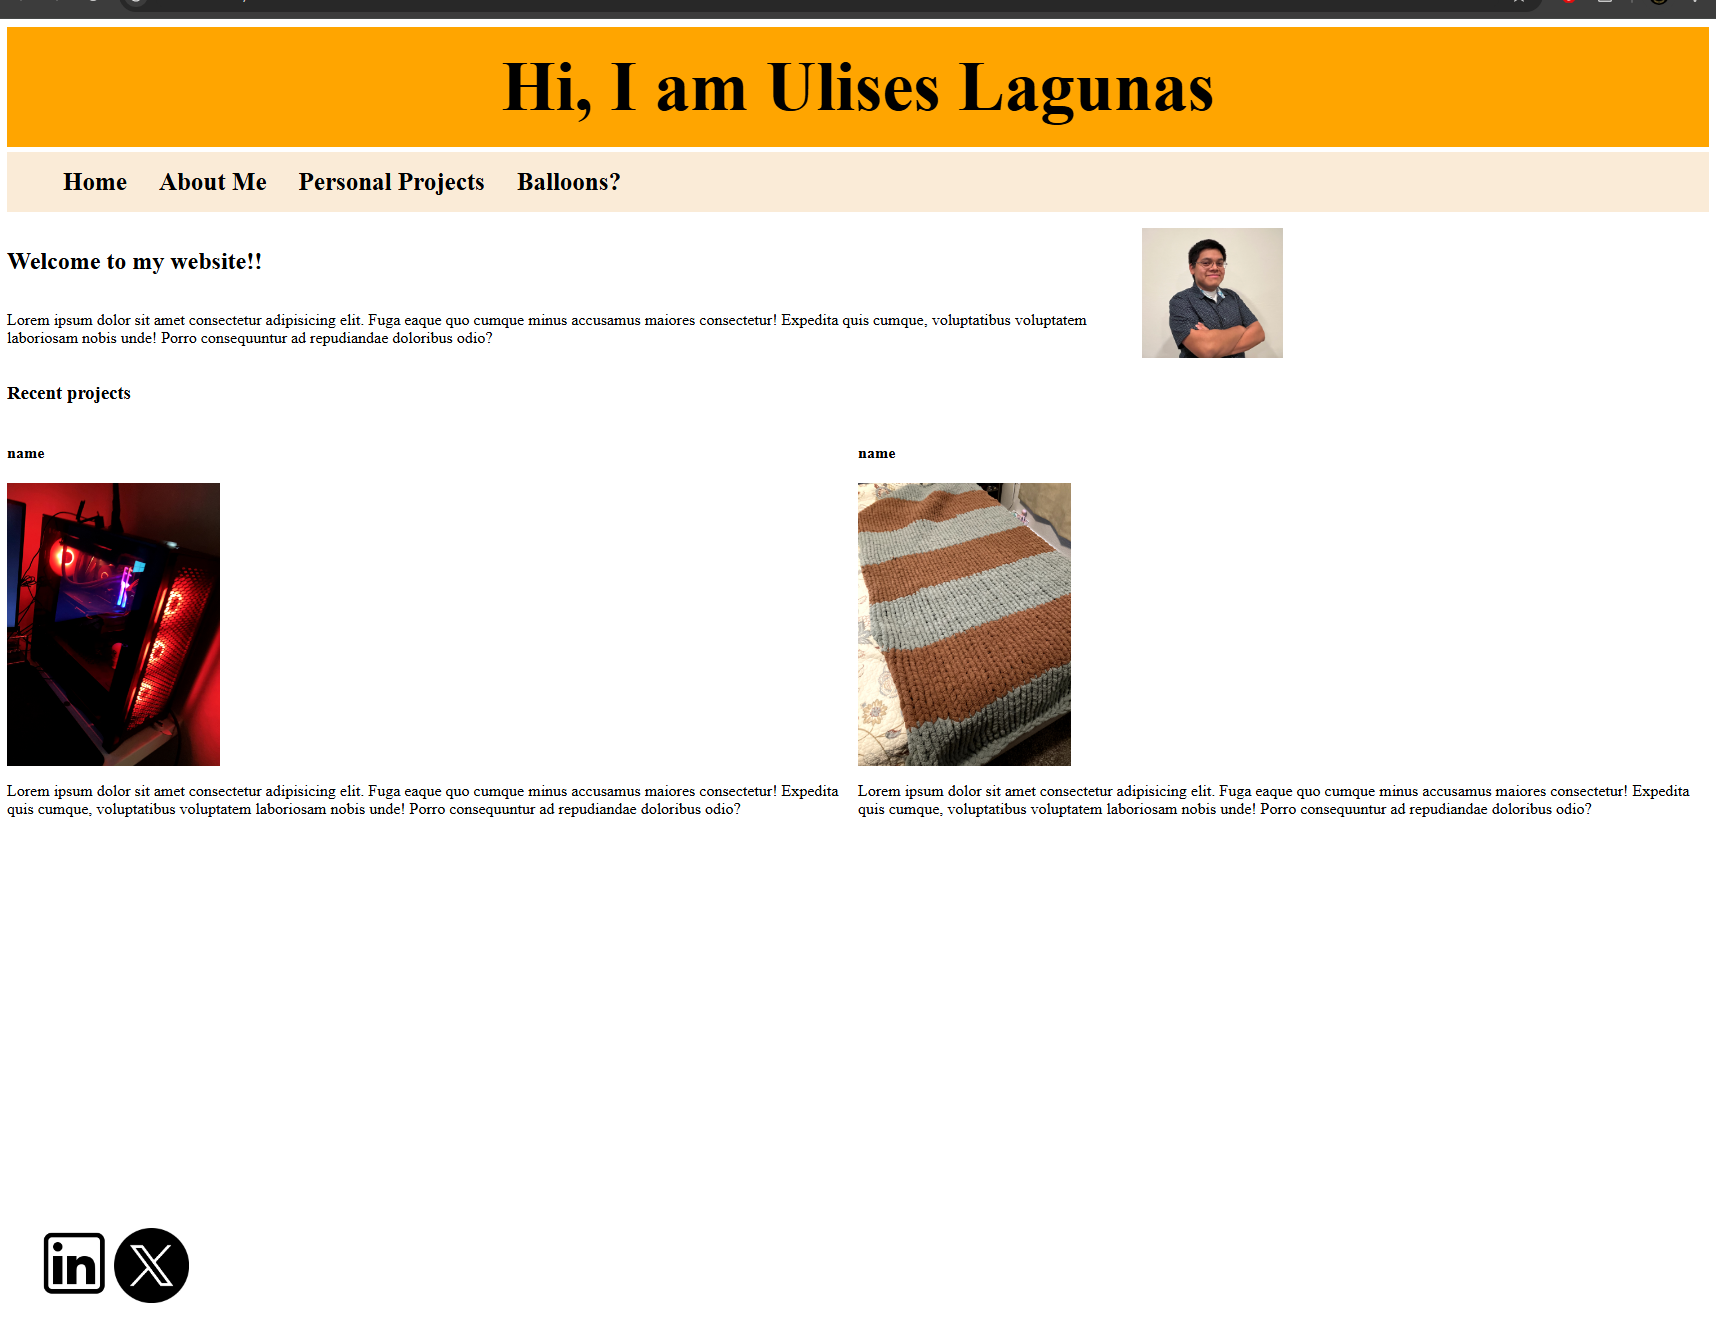 Hi, I am Ulises Lagunas
Home About Me Personal Projects Balloons?
Welcome to my website!!
Lorem ipsum dolor sit amet consectetur adipisicing elit. Fuga eaque quo cumque minus accusamus maiores consectetur! Expedita quis cumque, voluptatibus voluptatem
laboriosam nobis unde! Porro consequuntur ad repudiandae doloribus odio?
Recent projects
name
Lorem ipsum dolor sit amet consectetur adipisicing elit. Fuga eaque quo cumque minus accusamus maiores consectetur! Expedita
quis cumque, voluptatibus voluptatem laboriosam nobis unde! Porro consequuntur ad repudiandae doloribus odio?
name
Lorem ipsum dolor sit amet consectetur adipisicing elit. Fuga eaque quo cumque minus accusamus maiores consectetur! Expedita
quis cumque, voluptatibus voluptatem laboriosam nobis unde! Porro consequuntur ad repudiandae doloribus odio?
in X